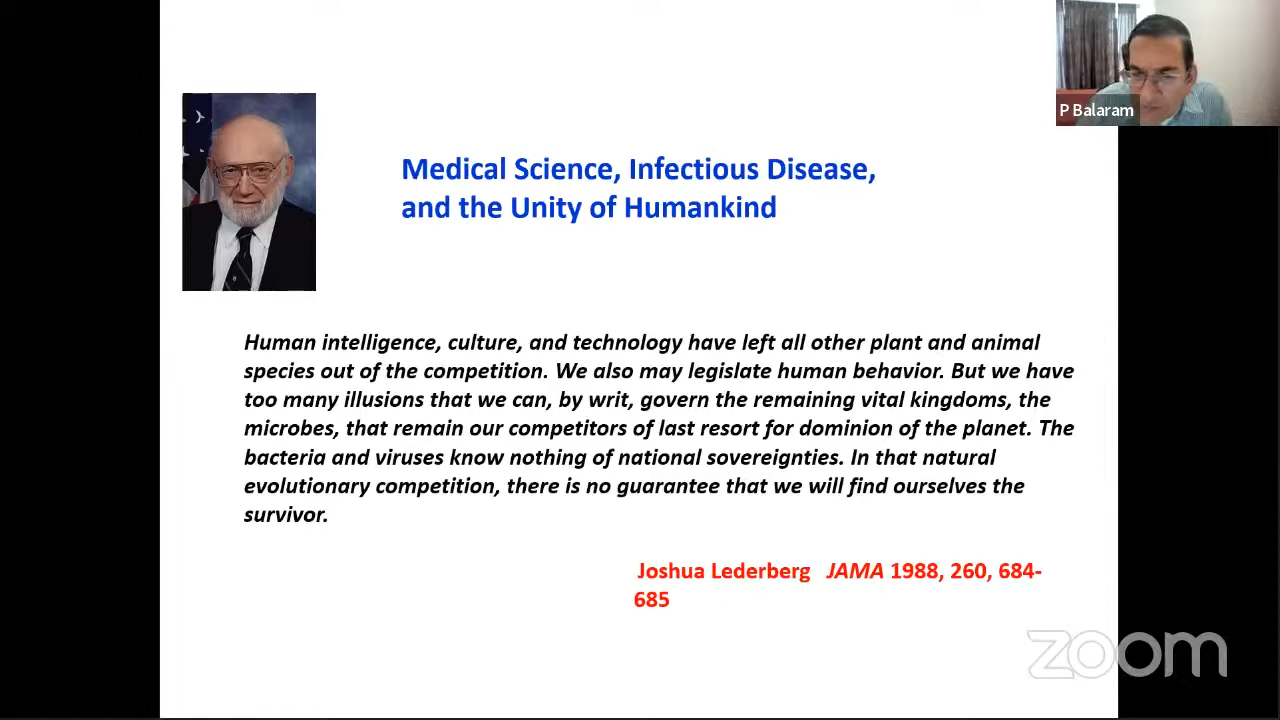 P Balaram
Medical Science, Infectious Disease,
and the Unity of Humankind
Human intelligence, culture, and technology have left all other plant and animal
species out of the competition. We also may legislate human behavior. But we have
too many illusions that we can, by writ, govern the remaining vital kingdoms, the
microbes, that remain our competitors of last resort for dominion of the planet. The
bacteria and viruses know nothing of national sovereignties. In that natural
evolutionary competition, there is no guarantee that we will find ourselves the
survivor.
Joshua Lederberg JAMA 1988, 260, 684-
685
zoom